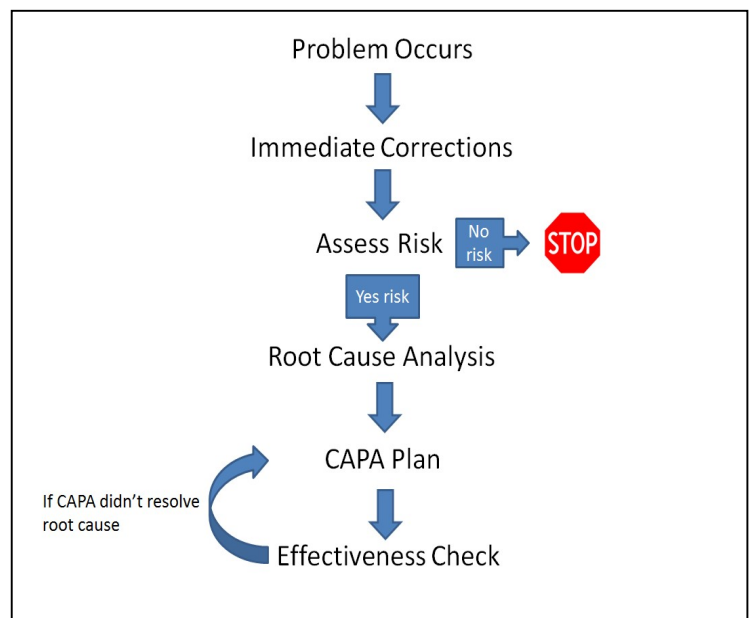 Problem Occurs
Immediate Corrections
Assess Risk
No
risk
STOP
Yes risk
Root Cause Analysis
CAPA Plan
If CAPA didn't resolve
root cause
Effectiveness Check